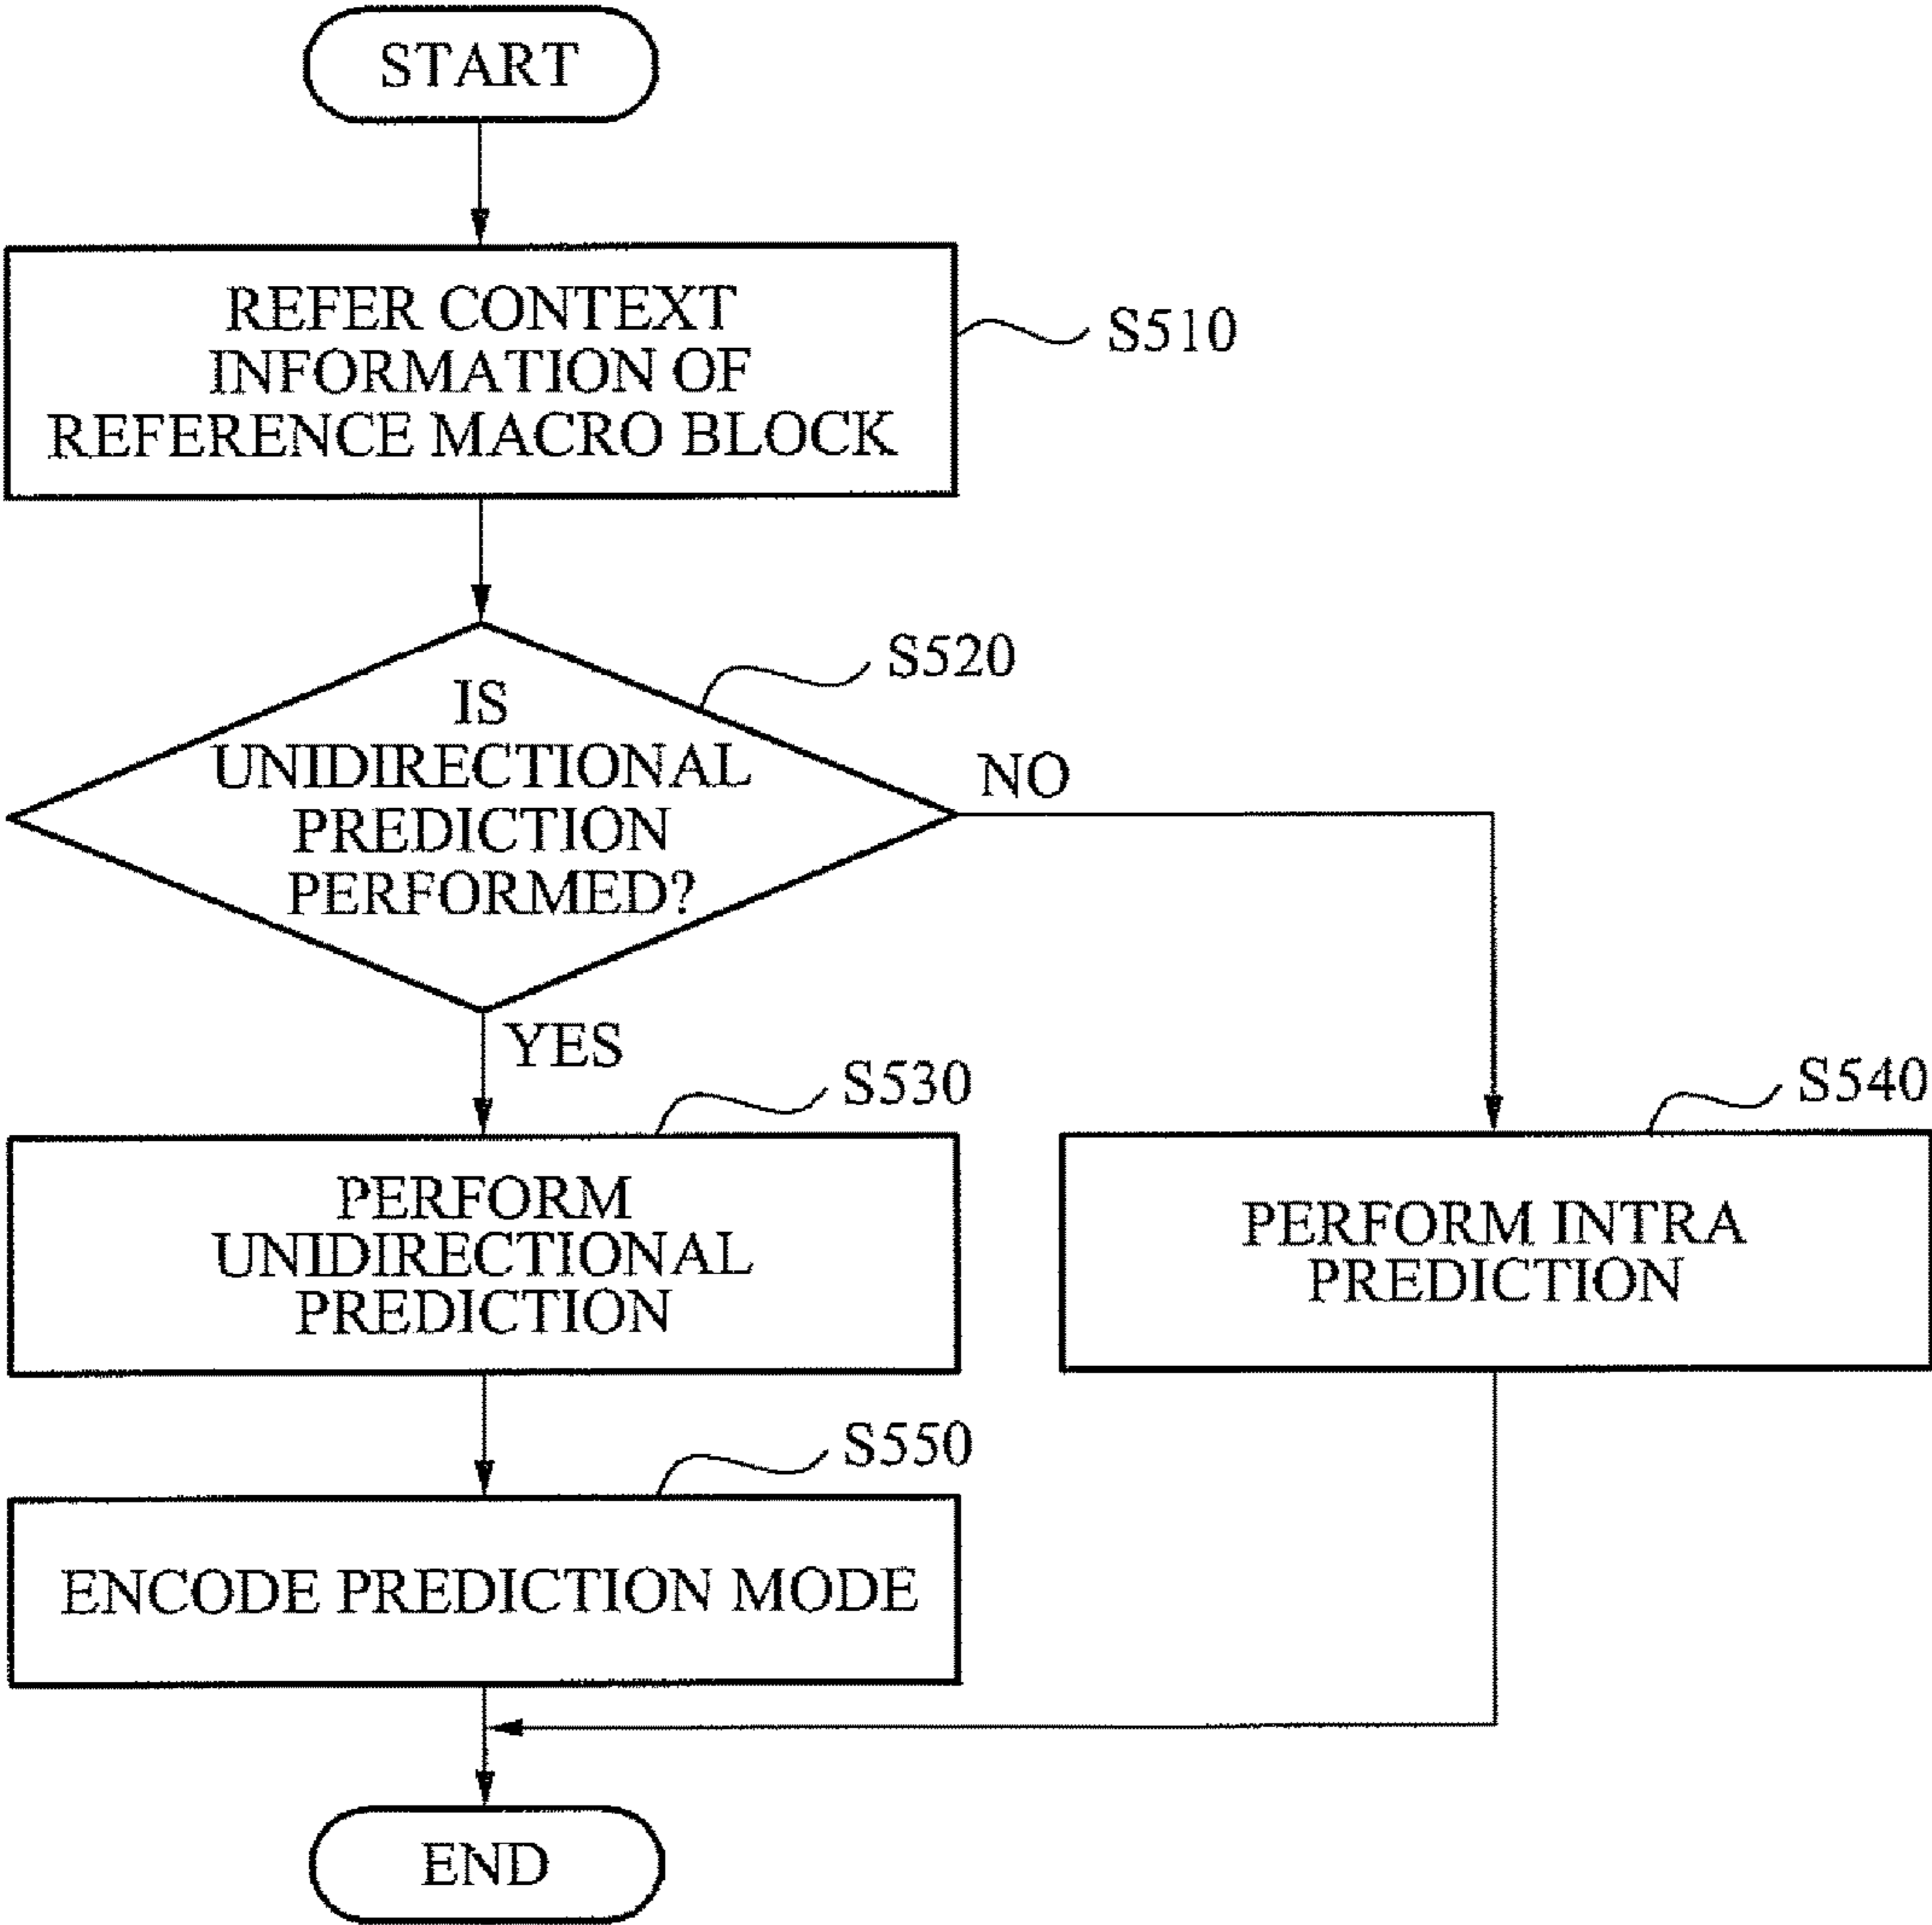 START
REFER CONTEXT
INFORMATION OF
REFERENCE MACRO BLOCK
S510
IS
UNIDIRECTIONAL
PREDICTION
PERFORMED?
S520
NO
YES
S530
PERFORM
UNIDIRECTIONAL
PREDICTION
S540
PERFORM INTRA
PREDICTION
S550
ENCODE PREDICTION MODE
END